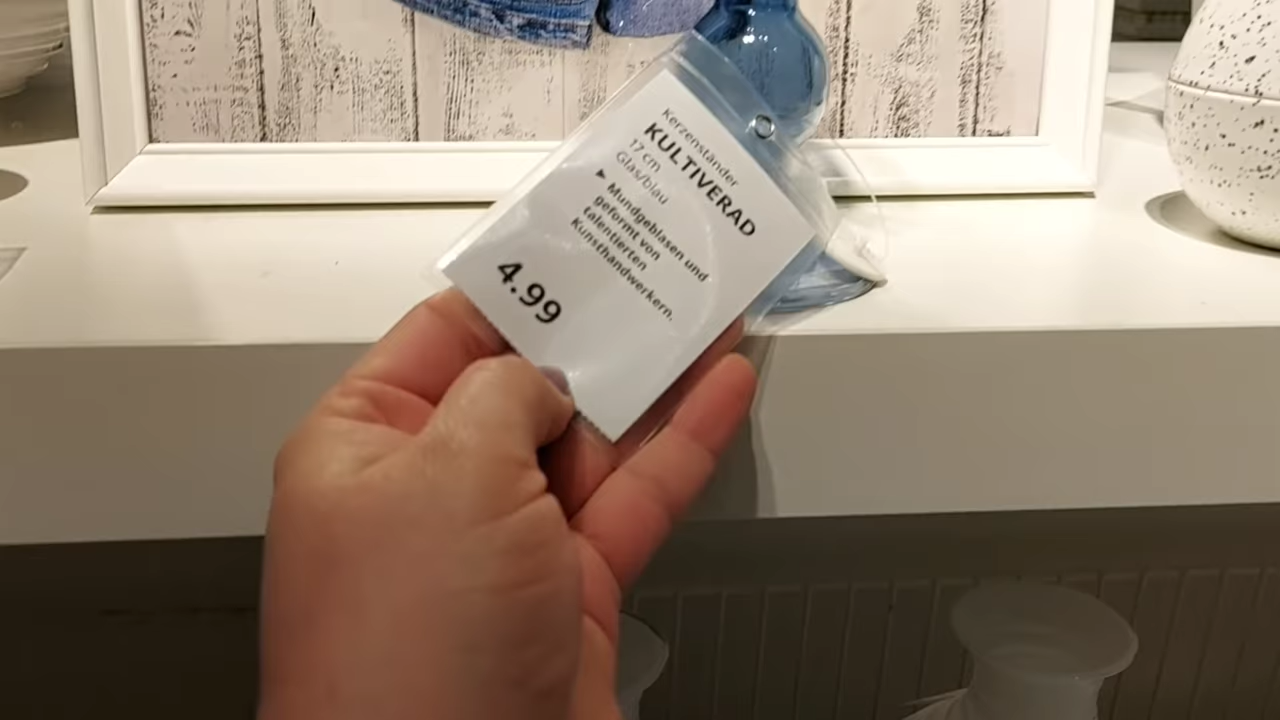 Kerzenständer
KULTIVERAD
17 cm
Glas/blau
▶ Mundgeblasen und
geformt von
talentierten
Kunsthandwerkern.
4.99